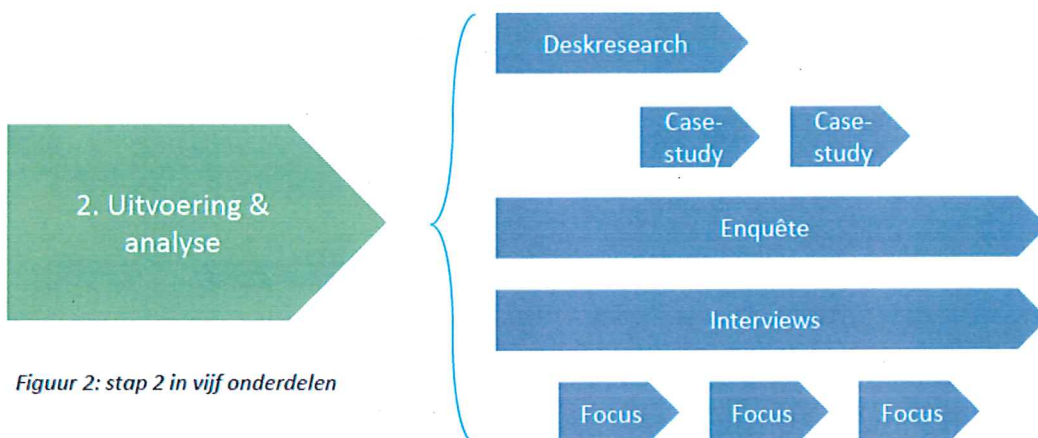 Deskresearch
Case-
study
Case-
study
2. Uitvoering &
analyse
Enquête
Interviews
Figuur 2: stap 2 in vijf onderdelen
Focus
Focus
Focus